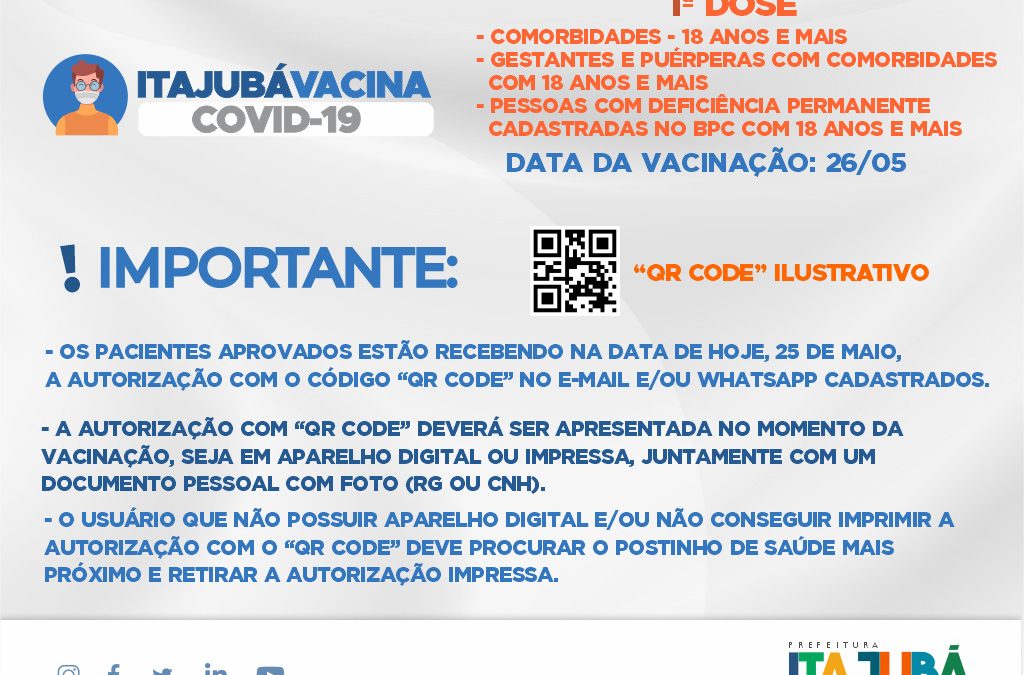 1ª DOSE
- COMORBIDADES - 18 ANOS E MAIS
- GESTANTES E PUÉRPERAS COM COMORBIDADES
COM 18 ANOS E MAIS
- PESSOAS COM DEFICIÊNCIA PERMANENTE
CADASTRADAS NO BPC COM 18 ANOS E MAIS
DATA DA VACINAÇÃO: 26/05
ITAJUBÁVACINA
COVID-19
! IMPORTANTE:
“QR CODE” ILUSTRATIVO
- OS PACIENTES APROVADOS ESTÃO RECEBENDO NA DATA DE HOJE, 25 DE MAIO,
A AUTORIZAÇÃO COM O CÓDIGO “QR CODE” NO E-MAIL E/OU WHATSAPP CADASTRADOS.
- A AUTORIZAÇÃO COM “QR CODE” DEVERÁ SER APRESENTADA NO MOMENTO DA
VACINAÇÃO, SEJA EM APARELHO DIGITAL OU IMPRESSA, JUNTAMENTE COM UM
DOCUMENTO PESSOAL COM FOTO (RG OU CNH).
- O USUÁRIO QUE NÃO POSSUIR APARELHO DIGITAL E/OU NÃO CONSEGUIR IMPRIMIR A
AUTORIZAÇÃO COM O “QR CODE” DEVE PROCURAR O POSTINHO DE SAÚDE MAIS
PRÓXIMO E RETIRAR A AUTORIZAÇÃO IMPRESSA.
PREFEITURA
ITAJUBÁ